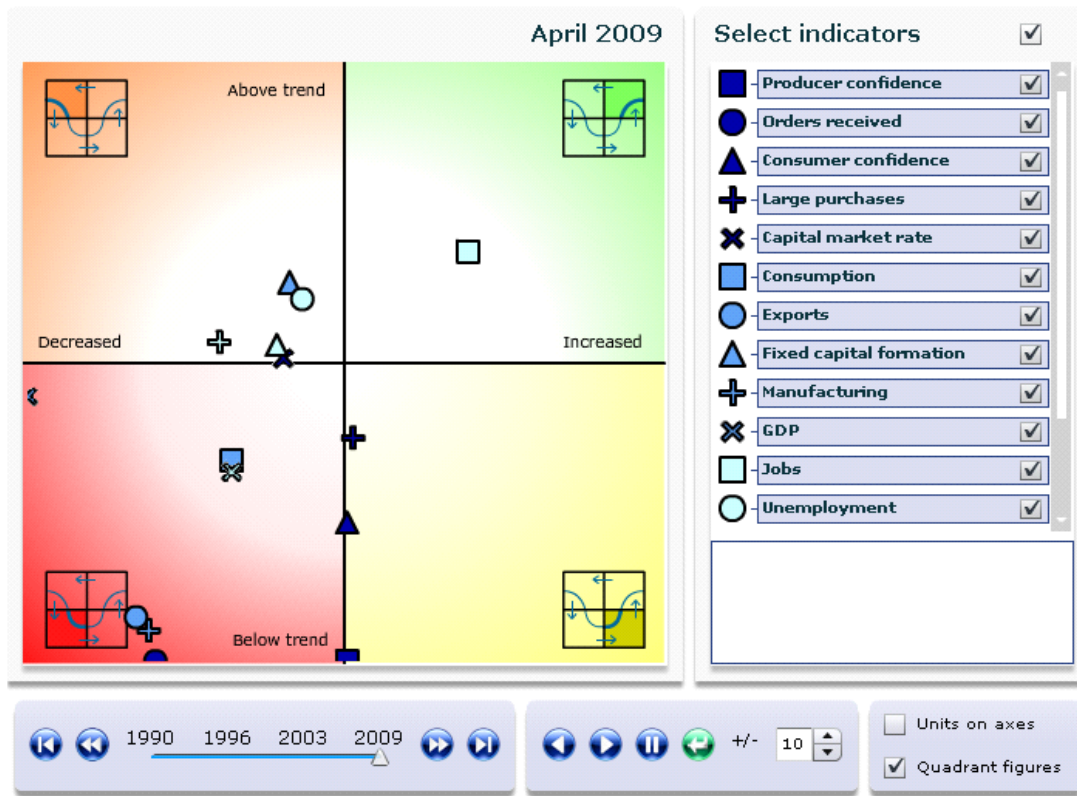 April 2009
Above trend
Decreased
Increased
Below trend
Select indicators
Producer confidence
Orders received
Consumer confidence
Large purchases
Capital market rate
Consumption
Exports
Fixed capital formation
Manufacturing
GDP
Jobs
Unemployment
1990 1996 2003 2009
+/- 10
Units on axes
Quadrant figures